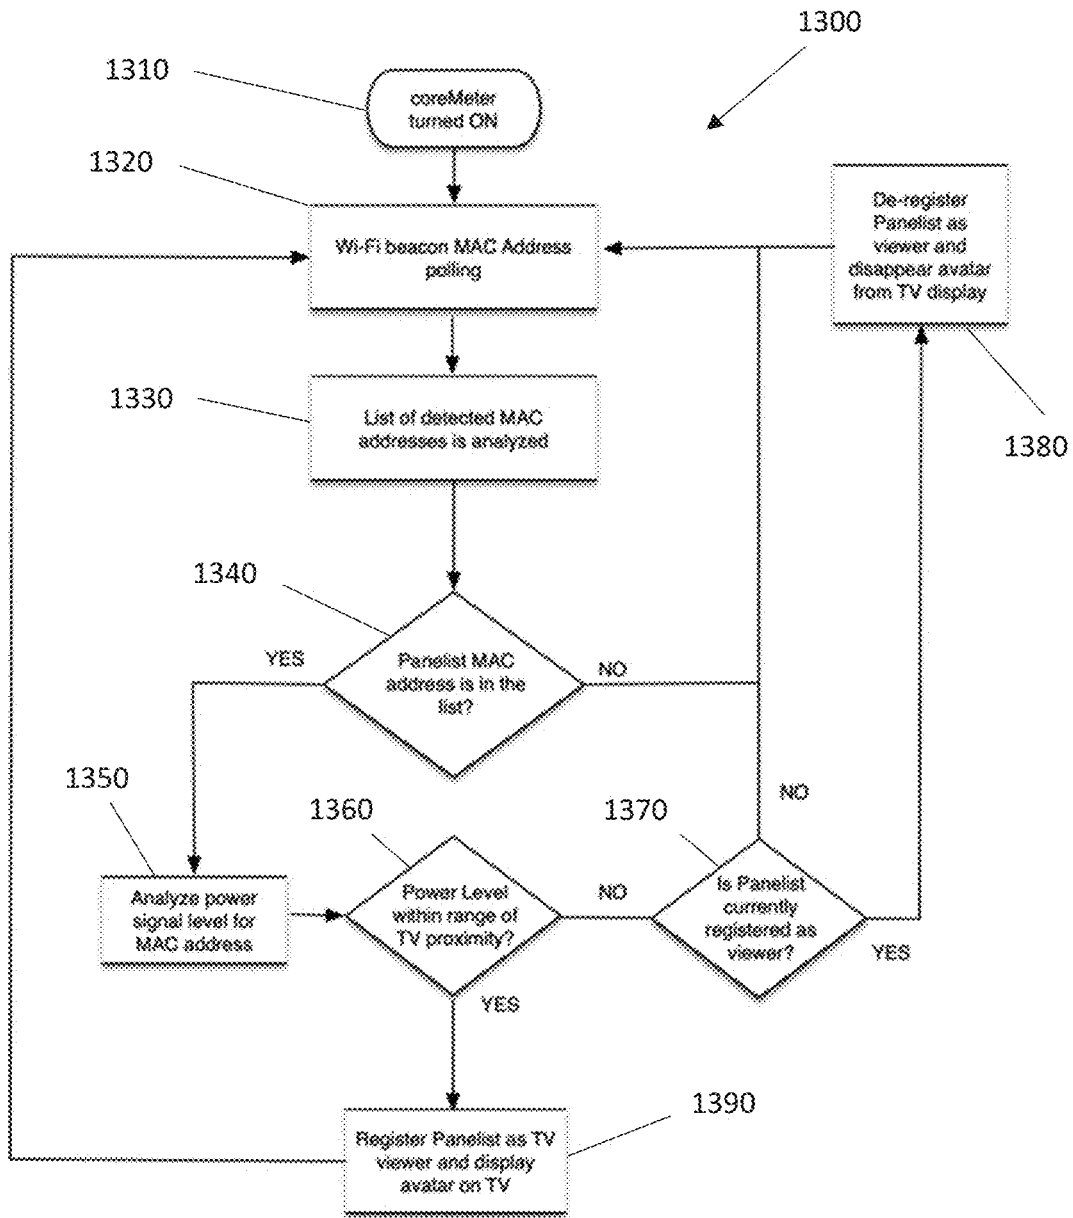 1300
1310
coreMeter
turned ON
1320
Wi-Fi beacon MAC Address
polling
De-register
Panelist as
viewer and
disappear avatar
from TV display
1380
1330
List of detected MAC
addresses is analyzed
1340
YES
Panelist MAC
address is in the
list?
NO
1350
Analyze power
signal level for
MAC address
1360
Power Level
within range of
TV proximity?
NO
YES
1370
NO
Is Panelist
currently
registered as
viewer?
YES
1390
Register Panelist as TV
viewer and display
avatar on TV